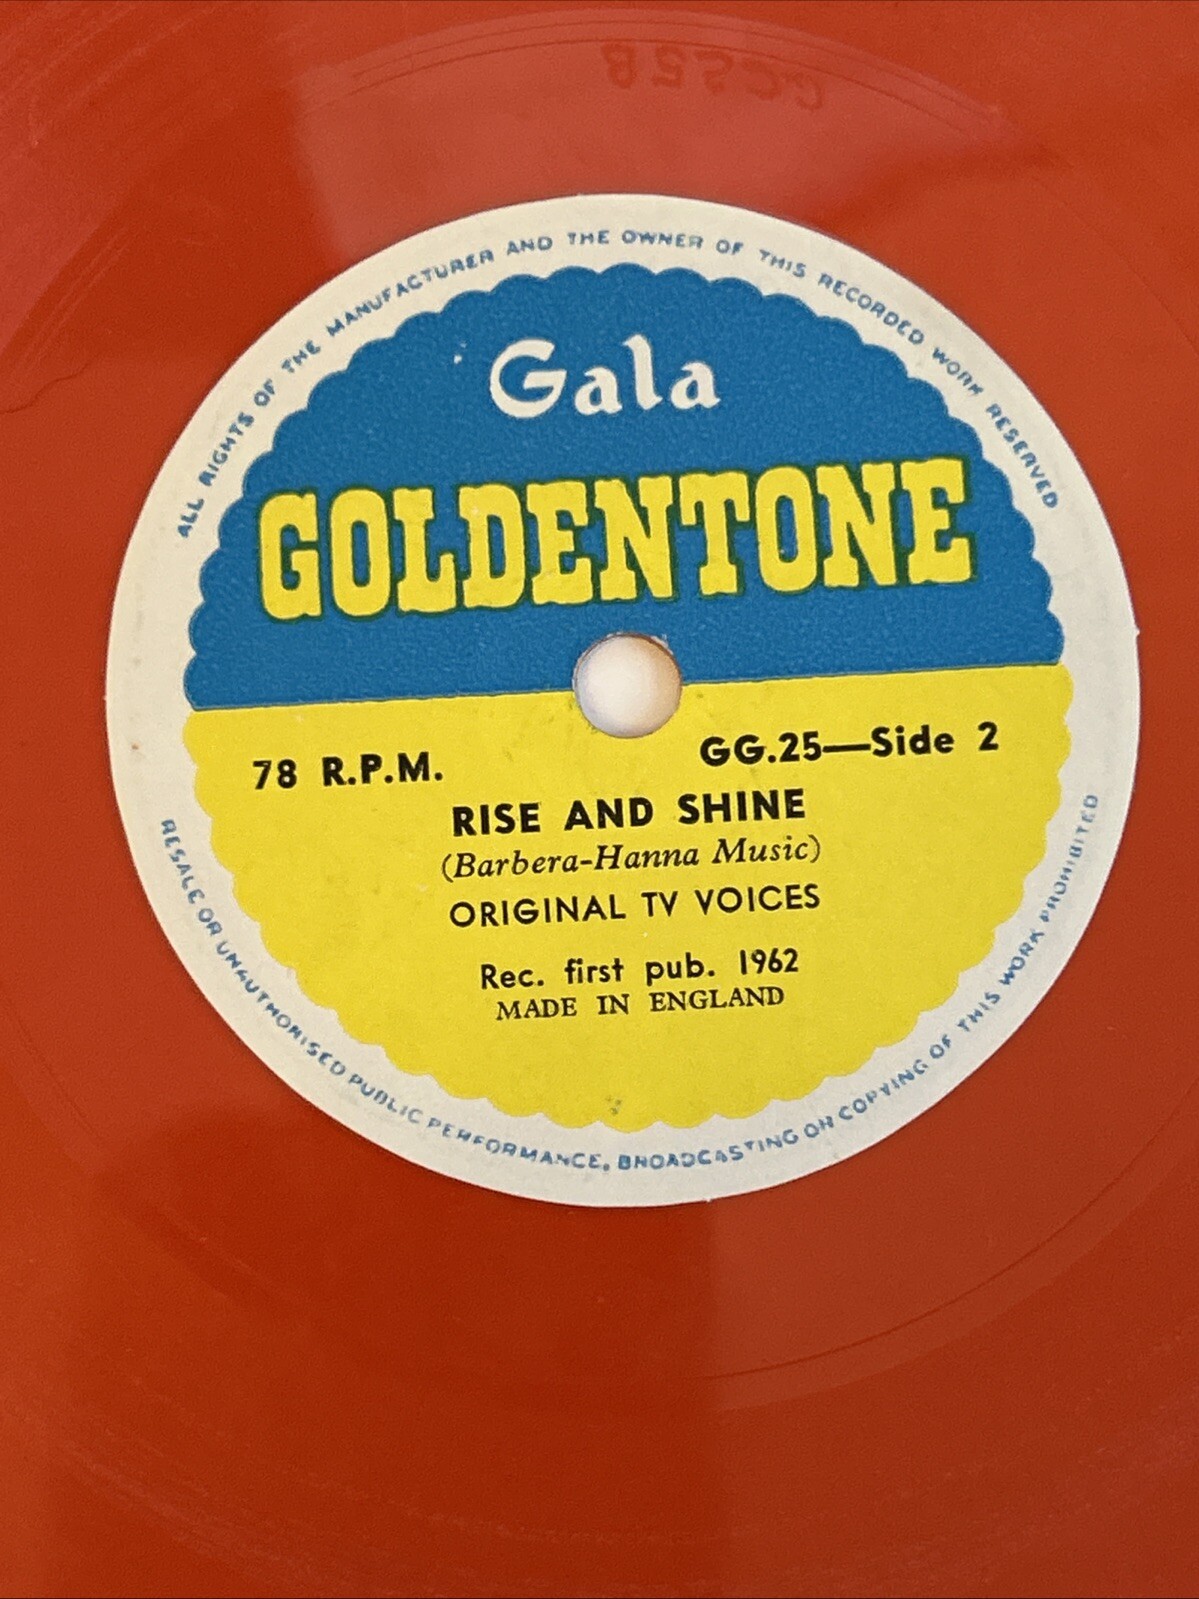 ALL RIGHTS OF THE MANUFACTURER AND THE OWNER OF THIS RECORDED WORK RESERVED
Gala
GOLDENTONE
78 R.P.M.
GG.25—Side 2
RISE AND SHINE
(Barbera-Hanna Music)
ORIGINAL TV VOICES
Rec. first pub. 1962
MADE IN ENGLAND
RESALE OR UNAUTHORISED PUBLIC PERFORMANCE, BROADCASTING OR COPYING OF THIS WORK PROHIBITED